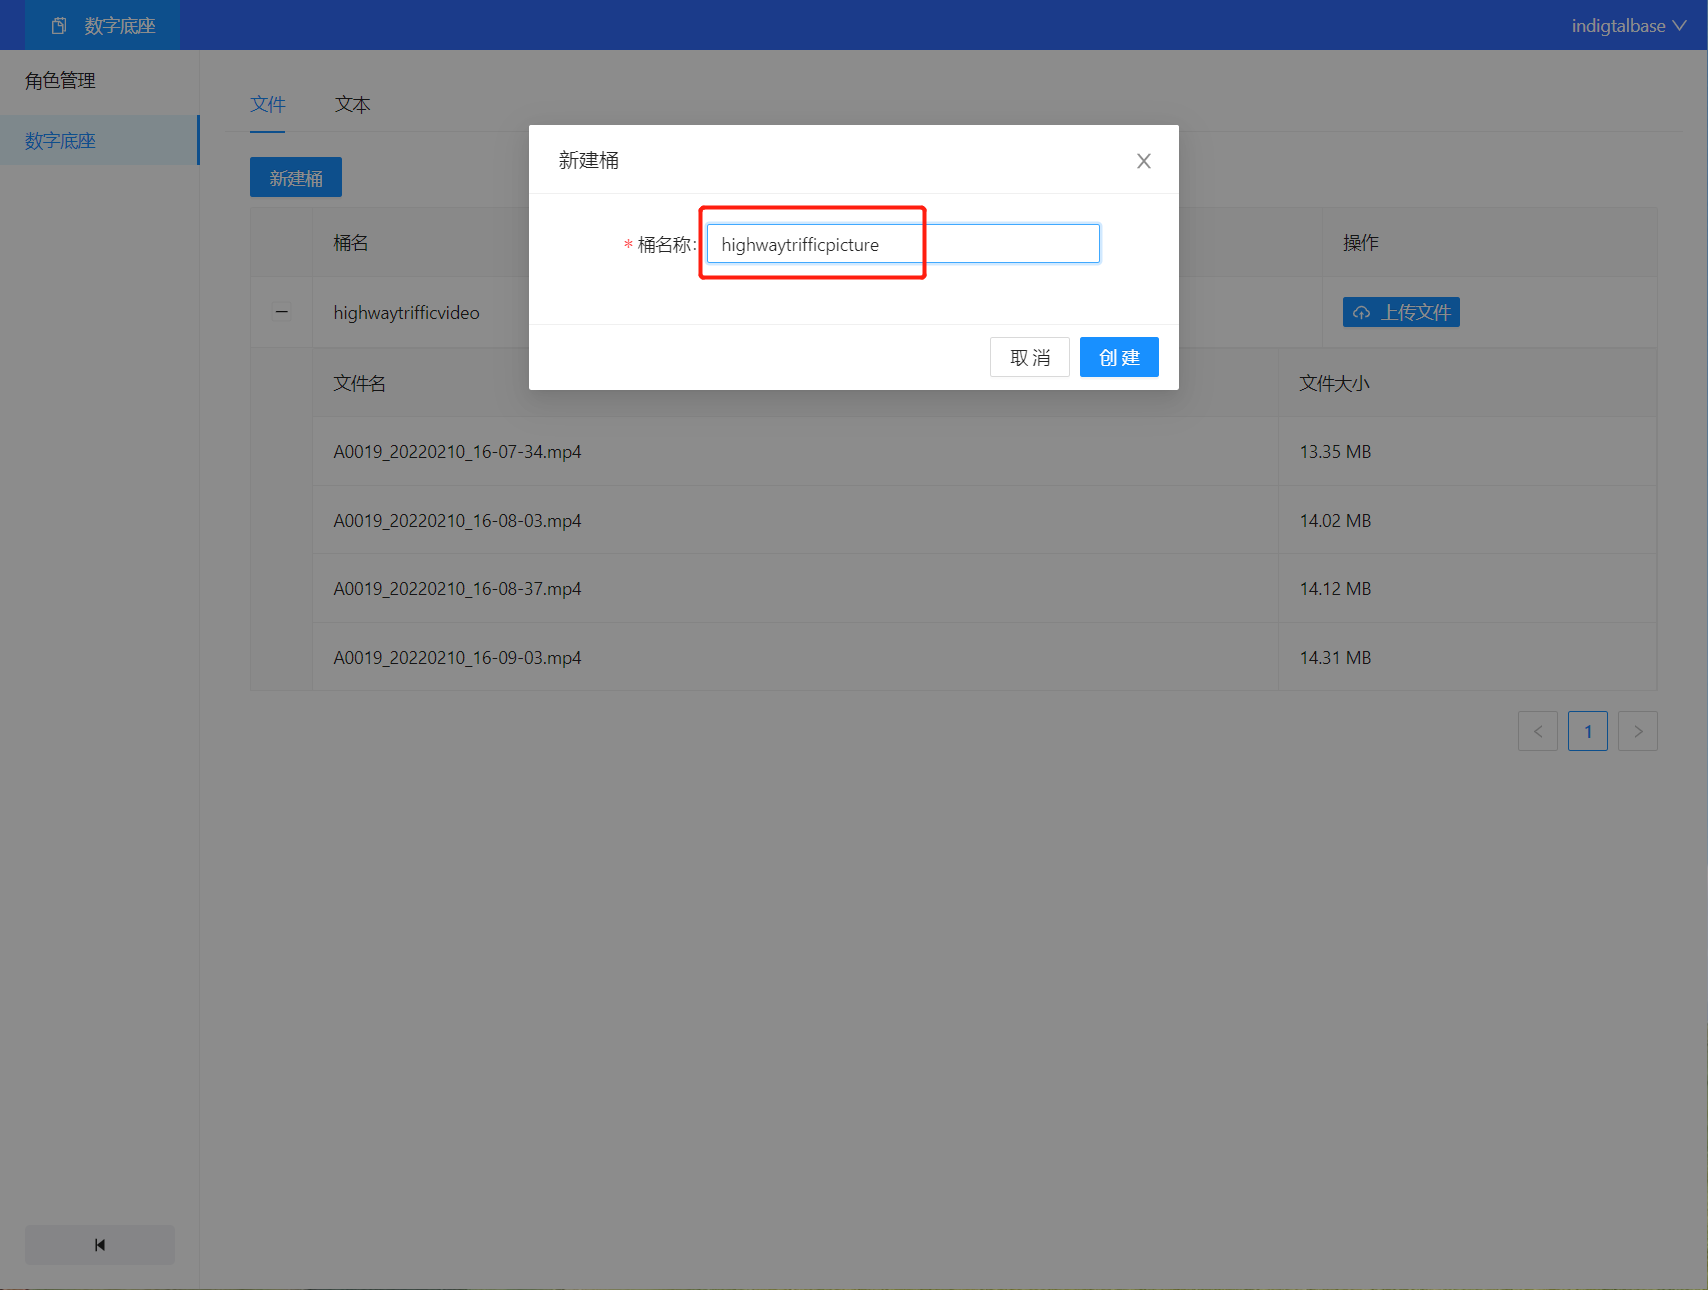 数字底座
indigtalbase
角色管理
数字底座
文件
文本
新建桶
桶名
操作
highwaytrifficvideo
上传文件
文件名
文件大小
A0019_20220210_16-07-34.mp4
13.35 MB
A0019_20220210_16-08-03.mp4
14.02 MB
A0019_20220210_16-08-37.mp4
14.12 MB
A0019_20220210_16-09-03.mp4
14.31 MB
1
新建桶
* 桶名称:
highwaytrifficpicture
取 消
创 建